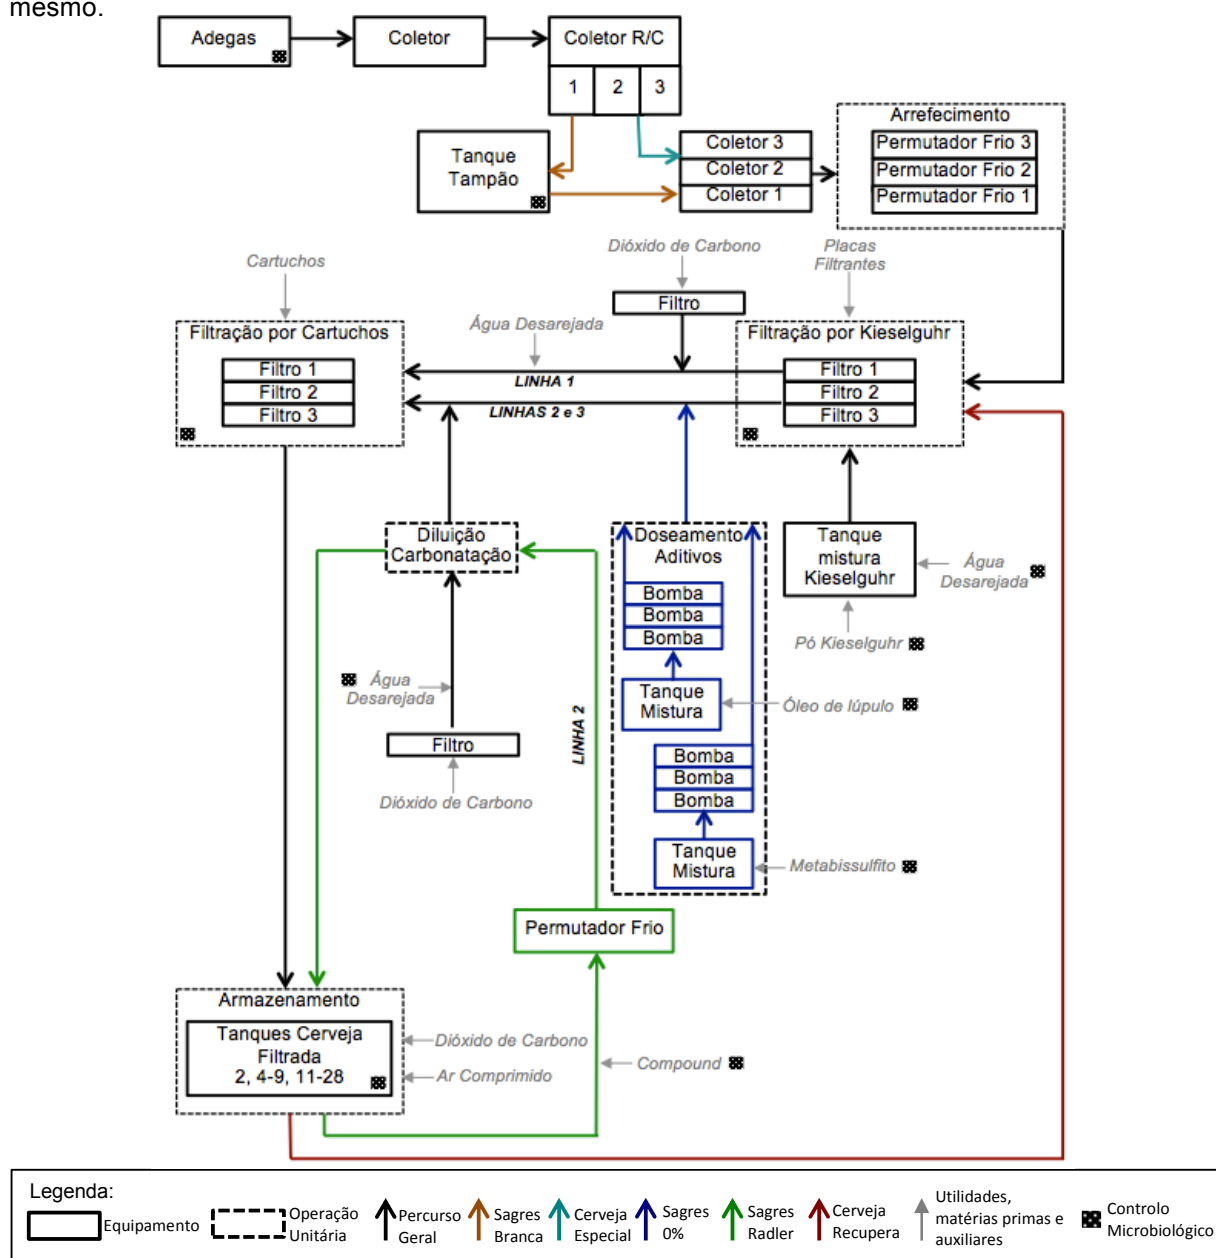 mesmo.
Adegas
Coletor
Coletor R/C
1
2
3
Tanque
Tampão
Coletor 3
Coletor 2
Coletor 1
Arrefecimento
Permutador Frio 3
Permutador Frio 2
Permutador Frio 1
Cartuchos
Dióxido de Carbono
Placas
Filtrantes
Filtro
Água Desarejada
Filtração por Cartuchos
Filtro 1
Filtro 2
Filtro 3
LINHA 1
LINHAS 2 e 3
Filtração por Kieselguhr
Filtro 1
Filtro 2
Filtro 3
Diluição
Carbonatação
Doseamento
Aditivos
Bomba
Bomba
Bomba
Tanque
Mistura
Óleo de lúpulo
Bomba
Bomba
Bomba
Tanque
Mistura
Metabissulfito
Tanque
mistura
Kieselguhr
Água
Desarejada
Pó Kieselguhr
Água
Desarejada
Filtro
Dióxido de Carbono
LINHA 2
Permutador Frio
Armazenamento
Tanques Cerveja
Filtrada
2, 4-9, 11-28
Dióxido de Carbono
Ar Comprimido
Compound
Legenda:
Equipamento
Operação
Unitária
Percurso
Geral
Sagres
Branca
Cerveja
Especial
Sagres
0%
Sagres
Radler
Cerveja
Recupera
Utilidades,
matérias primas e
auxiliares
Controlo
Microbiológico